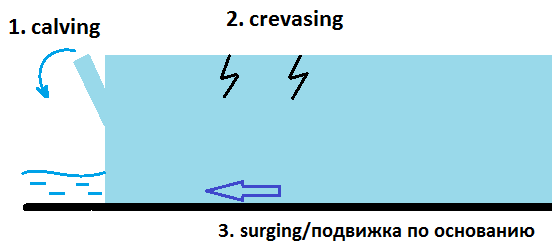 1. calving
2. crevasing
3. surging/подвижка по основанию